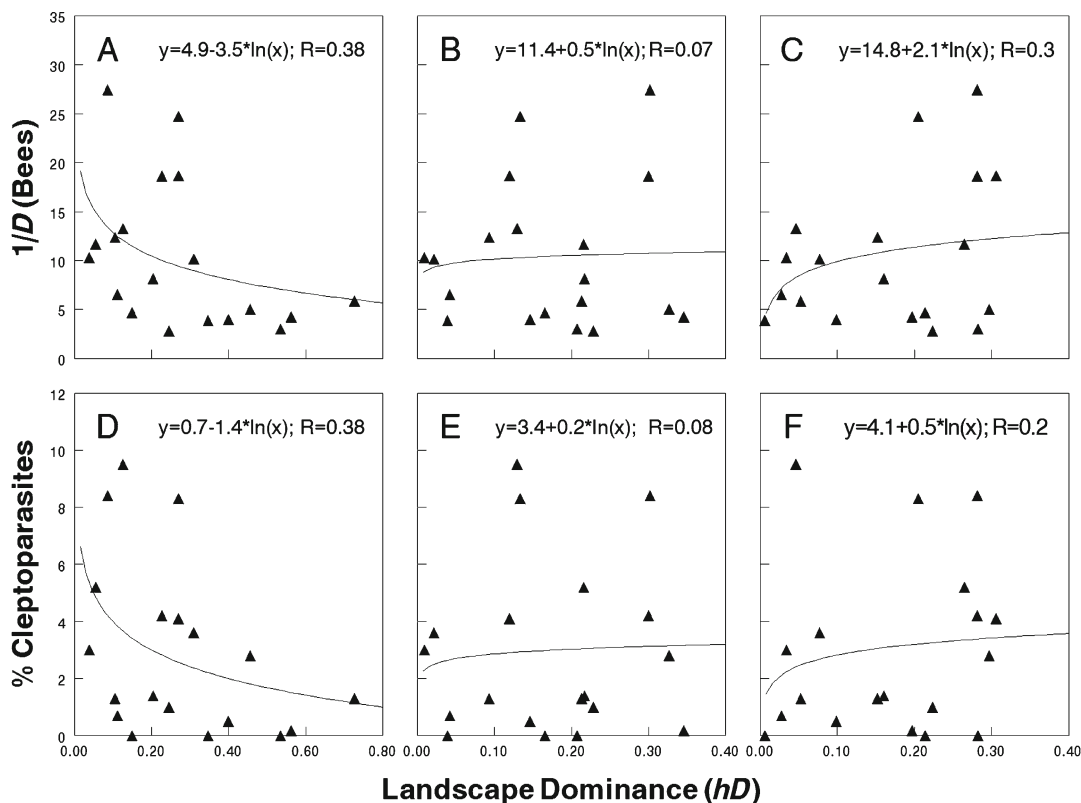 A y=4.9-3.5*ln(x); R=0.38
B y=11.4+0.5*ln(x); R=0.07
C y=14.8+2.1*ln(x); R=0.3
35
30
25
20
15
10
5
0
1/D (Bees)
D y=0.7-1.4*ln(x); R=0.38
E y=3.4+0.2*ln(x); R=0.08
F y=4.1+0.5*ln(x); R=0.2
12
10
8
6
4
2
0
% Cleptoparasites
0.00 0.20 0.40 0.60 0.80
0.00 0.10 0.20 0.30 0.40
0.00 0.10 0.20 0.30 0.40
Landscape Dominance (hD)